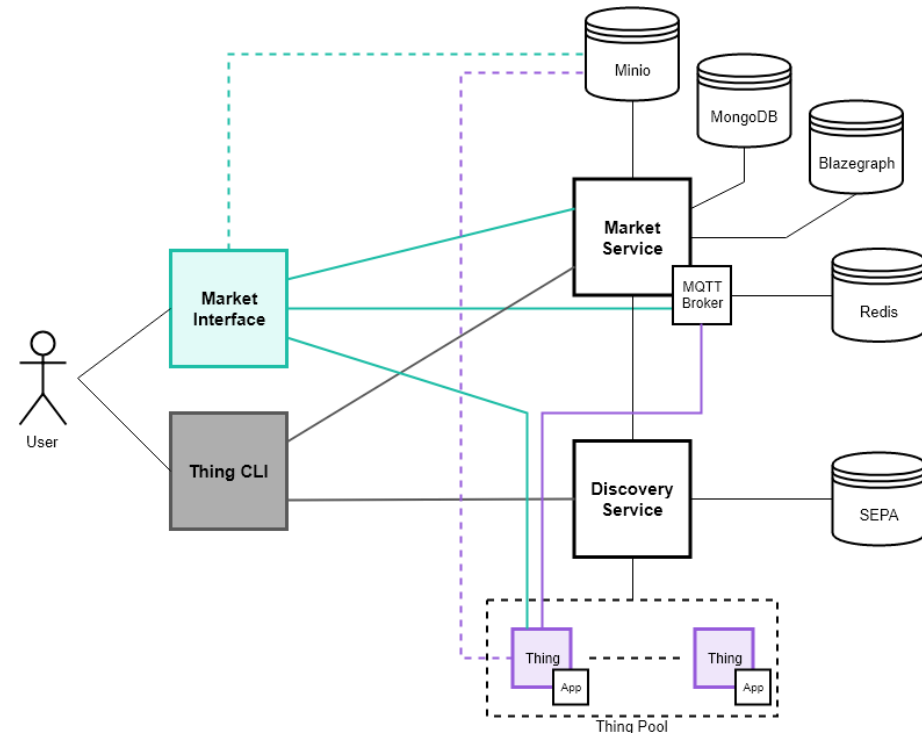 Minio
MongoDB
Blazegraph
Market
Service
Market
Interface
MQTT
Broker
Redis
User
Thing CLI
Discovery
Service
SEPA
Thing
App
Thing
App
Thing Pool